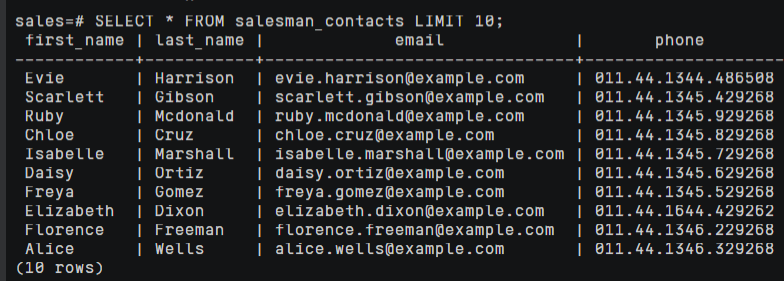 sales=# SELECT * FROM salesman_contacts LIMIT 10;
first_name | last_name | email | phone
-----------+-----------+-------------------------------+--------------------
Evie | Harrison | evie.harrison@example.com | 011.44.1344.486508
Scarlett | Gibson | scarlett.gibson@example.com | 011.44.1345.429268
Ruby | Mcdonald | ruby.mcdonald@example.com | 011.44.1345.929268
Chloe | Cruz | chloe.cruz@example.com | 011.44.1345.829268
Isabelle | Marshall | isabelle.marshall@example.com | 011.44.1345.729268
Daisy | Ortiz | daisy.ortiz@example.com | 011.44.1345.629268
Freya | Gomez | freya.gomez@example.com | 011.44.1345.529268
Elizabeth | Dixon | elizabeth.dixon@example.com | 011.44.1644.429262
Florence | Freeman | florence.freeman@example.com | 011.44.1346.229268
Alice | Wells | alice.wells@example.com | 011.44.1346.329268
(10 rows)